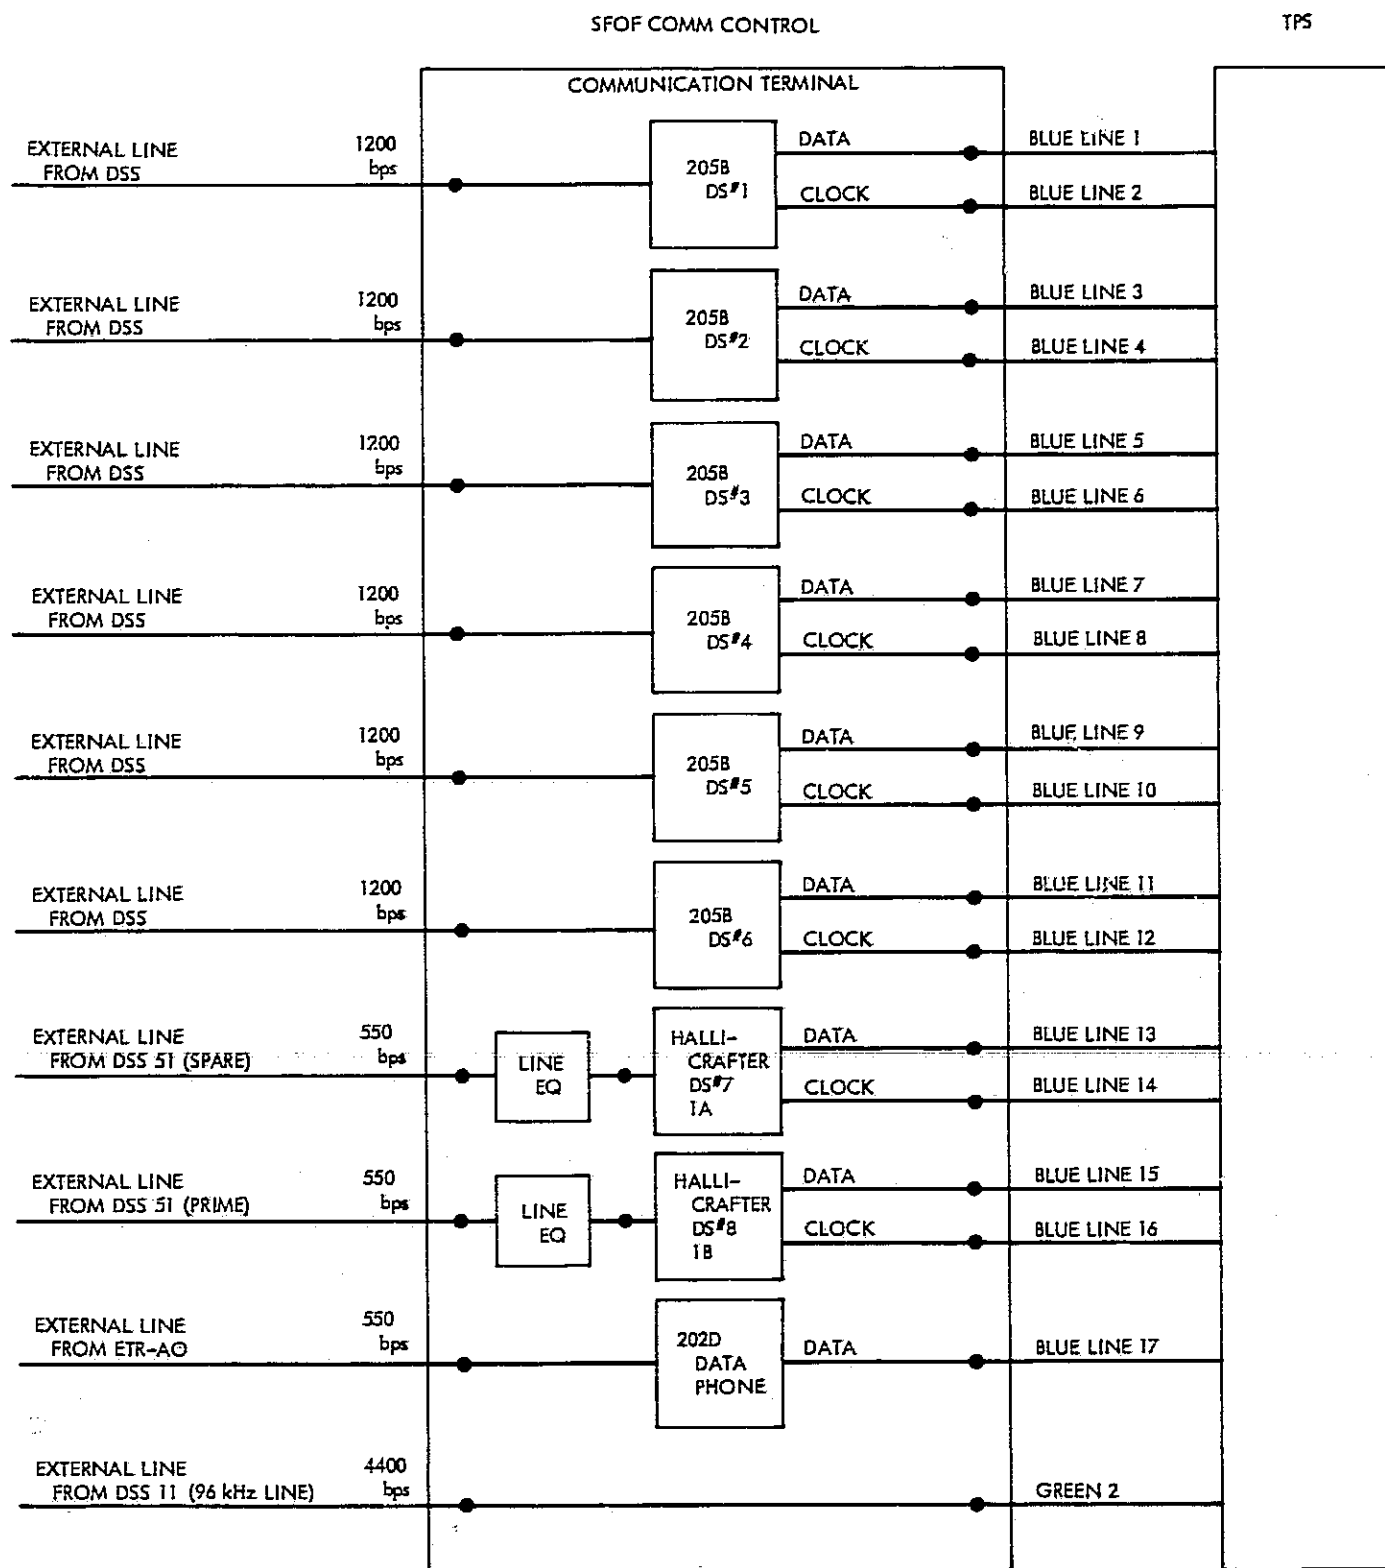 SFOF COMM CONTROL
TPS
COMMUNICATION TERMINAL
EXTERNAL LINE
FROM DSS
1200
bps
205B
DS#1
DATA
CLOCK
BLUE LINE 1
BLUE LINE 2
EXTERNAL LINE
FROM DSS
1200
bps
205B
DS#2
DATA
CLOCK
BLUE LINE 3
BLUE LINE 4
EXTERNAL LINE
FROM DSS
1200
bps
205B
DS#3
DATA
CLOCK
BLUE LINE 5
BLUE LINE 6
EXTERNAL LINE
FROM DSS
1200
bps
205B
DS#4
DATA
CLOCK
BLUE LINE 7
BLUE LINE 8
EXTERNAL LINE
FROM DSS
1200
bps
205B
DS#5
DATA
CLOCK
BLUE LINE 9
BLUE LINE 10
EXTERNAL LINE
FROM DSS
1200
bps
205B
DS#6
DATA
CLOCK
BLUE LINE 11
BLUE LINE 12
EXTERNAL LINE
FROM DSS 51 (SPARE)
550
bps
LINE
EQ
HALLI-
CRAFTER
DS#7
1A
DATA
CLOCK
BLUE LINE 13
BLUE LINE 14
EXTERNAL LINE
FROM DSS 51 (PRIME)
550
bps
LINE
EQ
HALLI-
CRAFTER
DS#8
1B
DATA
CLOCK
BLUE LINE 15
BLUE LINE 16
EXTERNAL LINE
FROM ETR-AO
550
bps
202D
DATA
PHONE
DATA
BLUE LINE 17
EXTERNAL LINE
FROM DSS 11 (96 kHz LINE)
4400
bps
GREEN 2